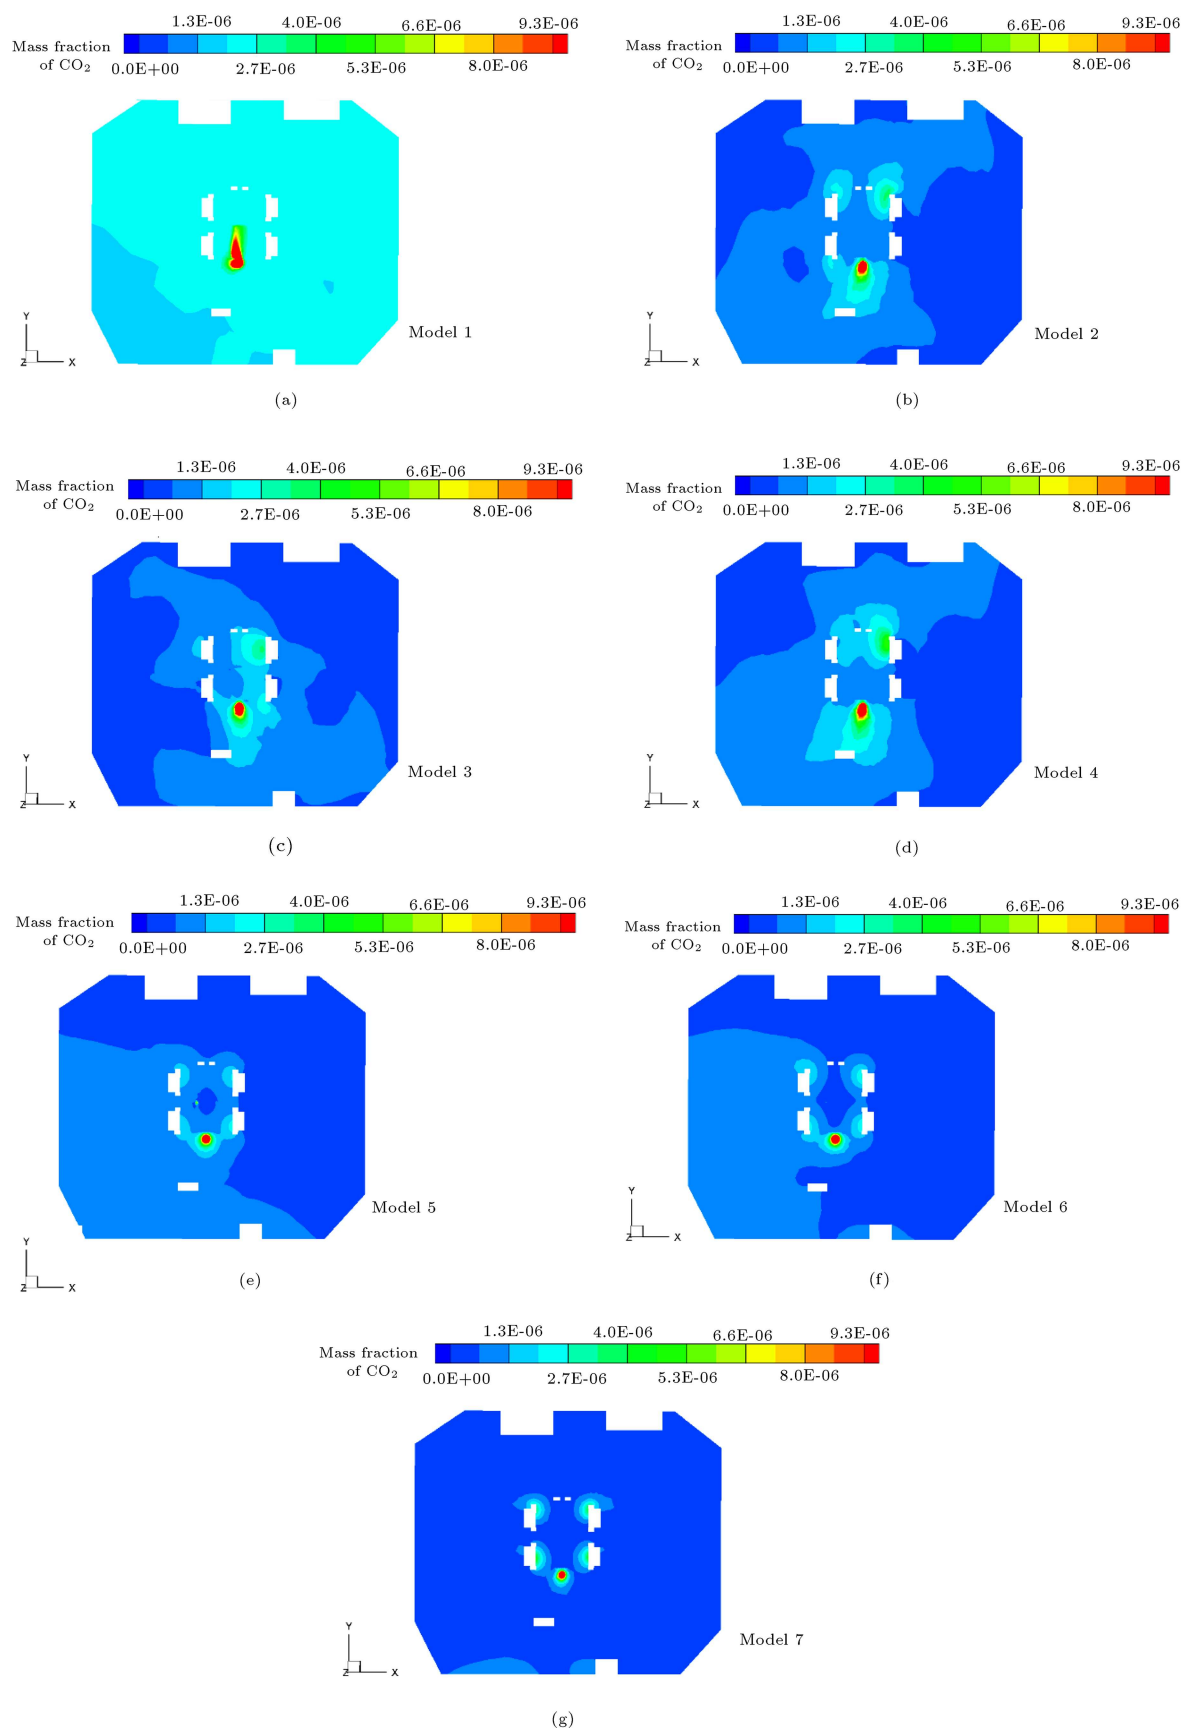 1.3E-06 4.0E-06 6.6E-06 9.3E-06
Mass fraction
of CO₂
0.0E+00 2.7E-06 5.3E-06 8.0E-06
Y
Z X
Model 1
(a)
1.3E-06 4.0E-06 6.6E-06 9.3E-06
Mass fraction
of CO₂
0.0E+00 2.7E-06 5.3E-06 8.0E-06
Y
Z X
Model 2
(b)
1.3E-06 4.0E-06 6.6E-06 9.3E-06
Mass fraction
of CO₂
0.0E+00 2.7E-06 5.3E-06 8.0E-06
Y
Z X
Model 3
(c)
1.3E-06 4.0E-06 6.6E-06 9.3E-06
Mass fraction
of CO₂
0.0E+00 2.7E-06 5.3E-06 8.0E-06
Y
Z X
Model 4
(d)
1.3E-06 4.0E-06 6.6E-06 9.3E-06
Mass fraction
of CO₂
0.0E+00 2.7E-06 5.3E-06 8.0E-06
Model 5
Y
Z X
(e)
1.3E-06 4.0E-06 6.6E-06 9.3E-06
Mass fraction
of CO₂
0.0E+00 2.7E-06 5.3E-06 8.0E-06
Y
Z X
Model 6
(f)
1.3E-06 4.0E-06 6.6E-06 9.3E-06
Mass fraction
of CO₂
0.0E+00 2.7E-06 5.3E-06 8.0E-06
Y
Z X
Model 7
(g)